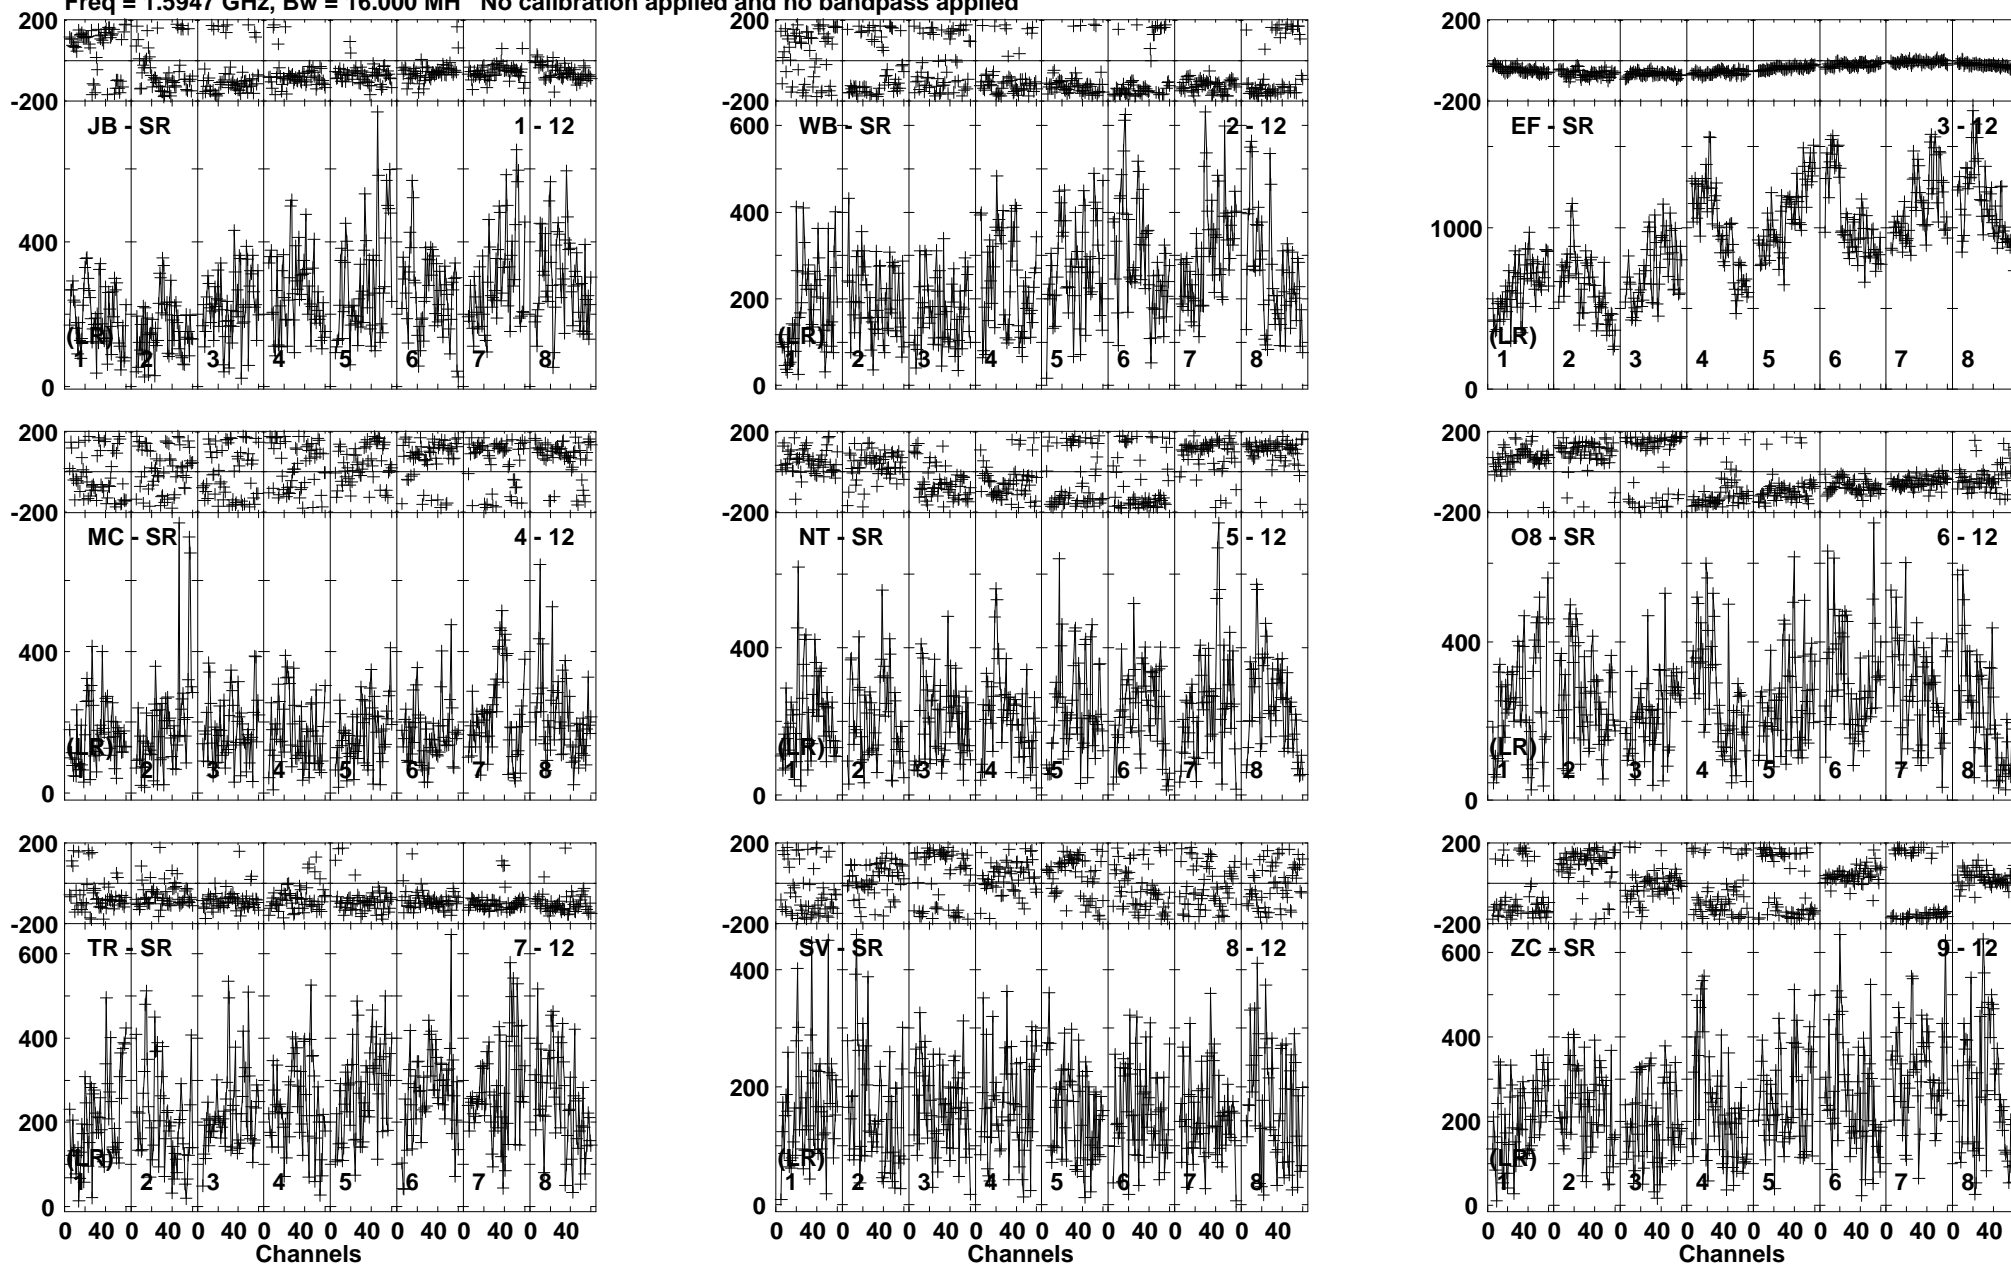 Freq = 1.5947 GHz, Bw = 16.000 MH No calibration applied and no bandpass applied
200 200 200
-200 -200 -200
JB - SR 1 - 12 WB - SR 2 - 12 EF - SR 3 - 12
600
400 400 1000
200
(LR) (LR) (LR)
1 2 3 4 5 6 7 8 1 2 3 4 5 6 7 8 1 2 3 4 5 6 7 8
0 0 0
200 200 200
-200 -200 -200
MC - SR 4 - 12 NT - SR 5 - 12 O8 - SR 6 - 12
400 400 400
(LR) (LR) (LR)
1 2 3 4 5 6 7 8 1 2 3 4 5 6 7 8 1 2 3 4 5 6 7 8
0 0 0
200 200 200
-200 -200 -200
TR - SR 7 - 12 SV - SR 8 - 12 ZC - SR 9 - 12
600 400 600
400 400
200 200 200
(LR) (LR) (LR)
1 2 3 4 5 6 7 8 1 2 3 4 5 6 7 8 1 2 3 4 5 6 7 8
0 0 0
0 40 0 40 0 40 0 40 0 40 0 40 0 40 0 40 0 40 0 40 0 40 0 40 0 40 0 40 0 40 0 40 0 40 0 40 0 40 0 40 0 40 0 40 0 40 0 40
Channels Channels Channels